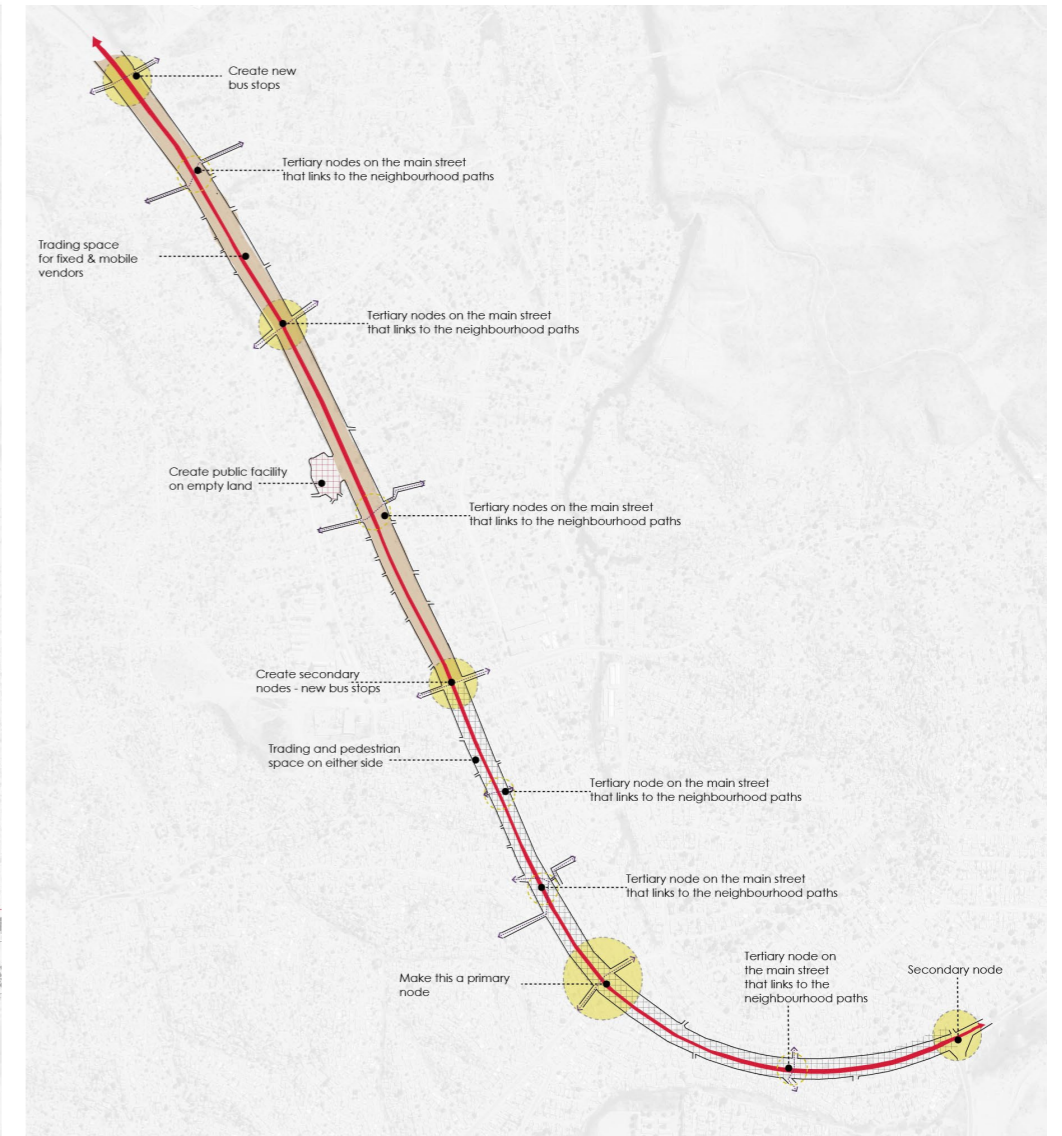 Create new
bus stops
Tertiary nodes on the main street
that links to the neighbourhood paths
Trading space
for fixed & mobile
vendors
Tertiary nodes on the main street
that links to the neighbourhood paths
Create public facility
on empty land
Tertiary nodes on the main street
that links to the neighbourhood paths
Create secondary
nodes - new bus stops
Trading and pedestrian
space on either side
Tertiary node on the main street
that links to the neighbourhood paths
Tertiary node on the main street
that links to the neighbourhood paths
Make this a primary
node
Tertiary node on
the main street
that links to the
neighbourhood paths
Secondary node